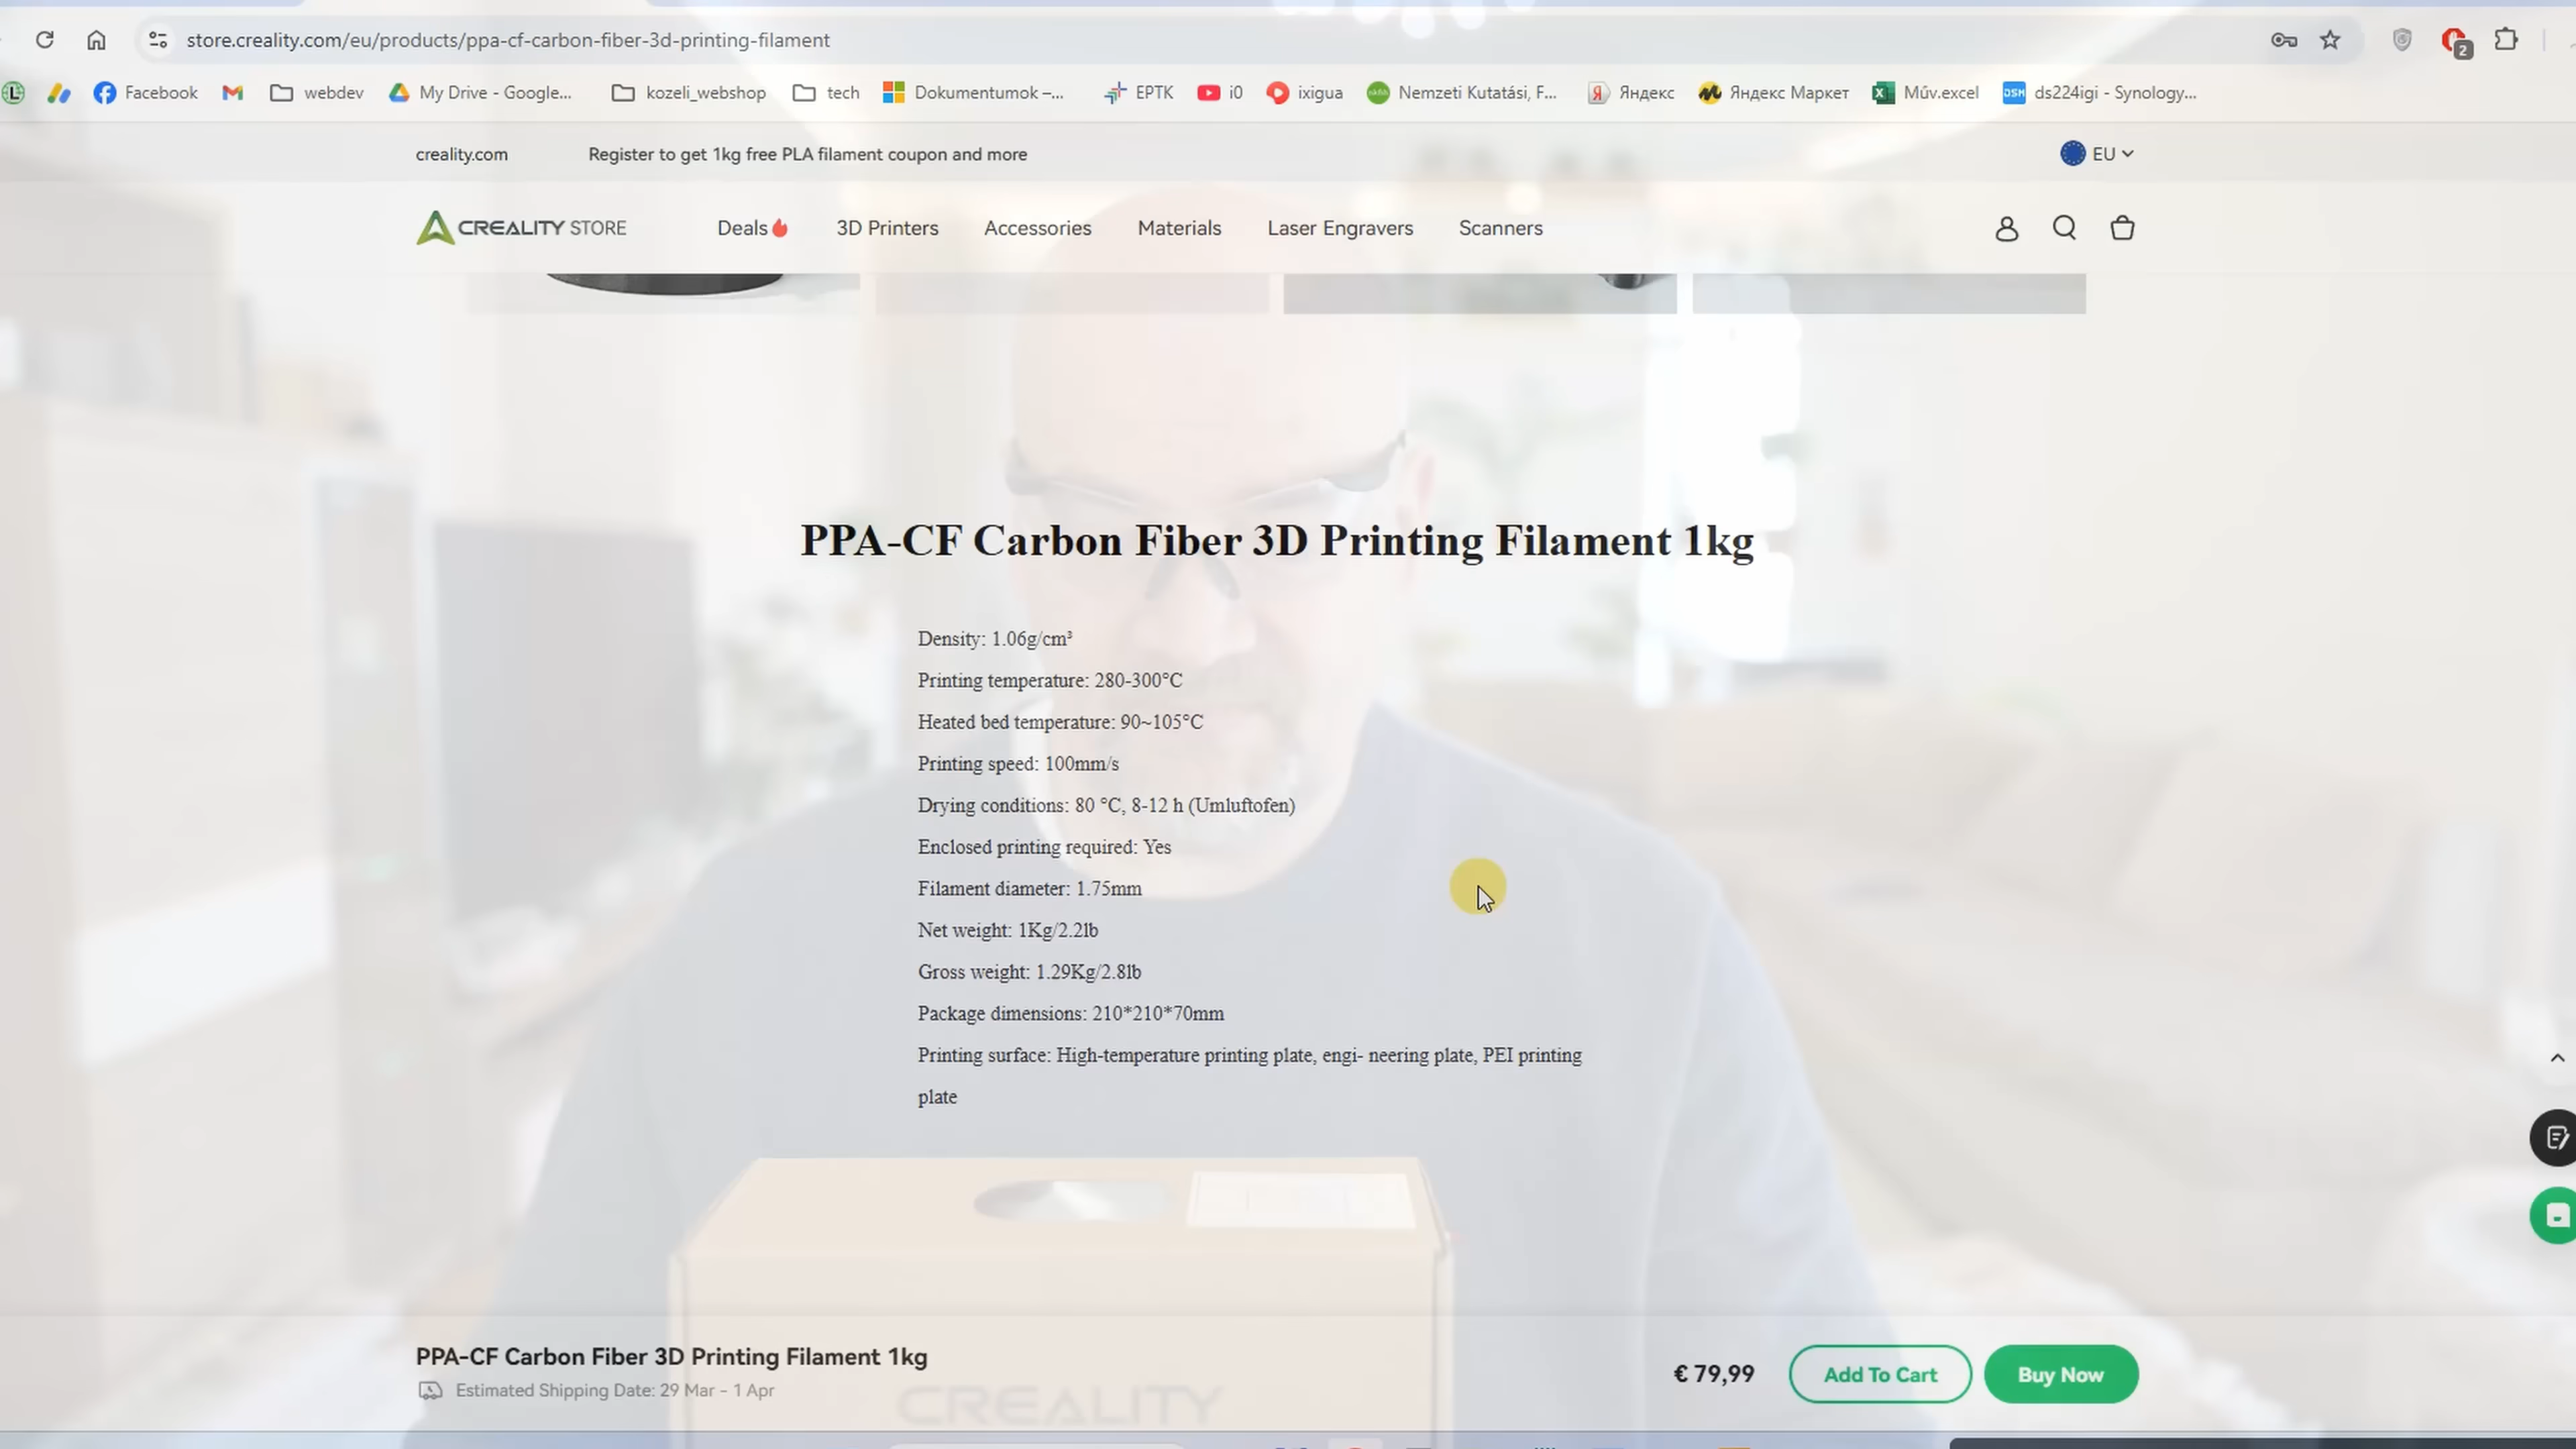 store.creality.com/eu/products/ppa-cf-carbon-fiber-3d-printing-filament
2
Facebook webdev My Drive - Google... kozeli_webshop tech Dokumentumok –... EPTK i0 ixigua Nemzeti Kutatási, F... Яндекс Яндекс Маркет Műv.excel ds224igi - Synology...
creality.com Register to get 1kg free PLA filament coupon and more EU
CREALITY STORE Deals 3D Printers Accessories Materials Laser Engravers Scanners
PPA-CF Carbon Fiber 3D Printing Filament 1kg
Density: 1.06g/cm³
Printing temperature: 280-300°C
Heated bed temperature: 90~105°C
Printing speed: 100mm/s
Drying conditions: 80 °C, 8-12 h (Umluftofen)
Enclosed printing required: Yes
Filament diameter: 1.75mm
Net weight: 1Kg/2.2lb
Gross weight: 1.29Kg/2.8lb
Package dimensions: 210*210*70mm
Printing surface: High-temperature printing plate, engi- neering plate, PEI printing
plate
PPA-CF Carbon Fiber 3D Printing Filament 1kg
€ 79,99 Add To Cart Buy Now
Estimated Shipping Date: 29 Mar - 1 Apr
CREALITY